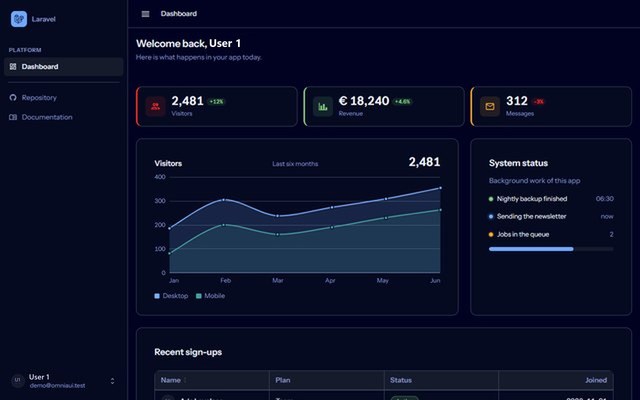 Laravel
PLATFORM
Dashboard
Repository
Documentation
U1
User 1
demo@omniaui.test
Dashboard
Welcome back, User 1
Here is what happens in your app today.
2,481 +12%
Visitors
€ 18,240 +4.6%
Revenue
312 -3%
Messages
Visitors
Last six months
2,481
400
300
200
100
0
Jan Feb Mar Apr May Jun
Desktop Mobile
System status
Background work of this app
Nightly backup finished 06:30
Sending the newsletter now
Jobs in the queue 2
Recent sign-ups
Name Plan Status Joined